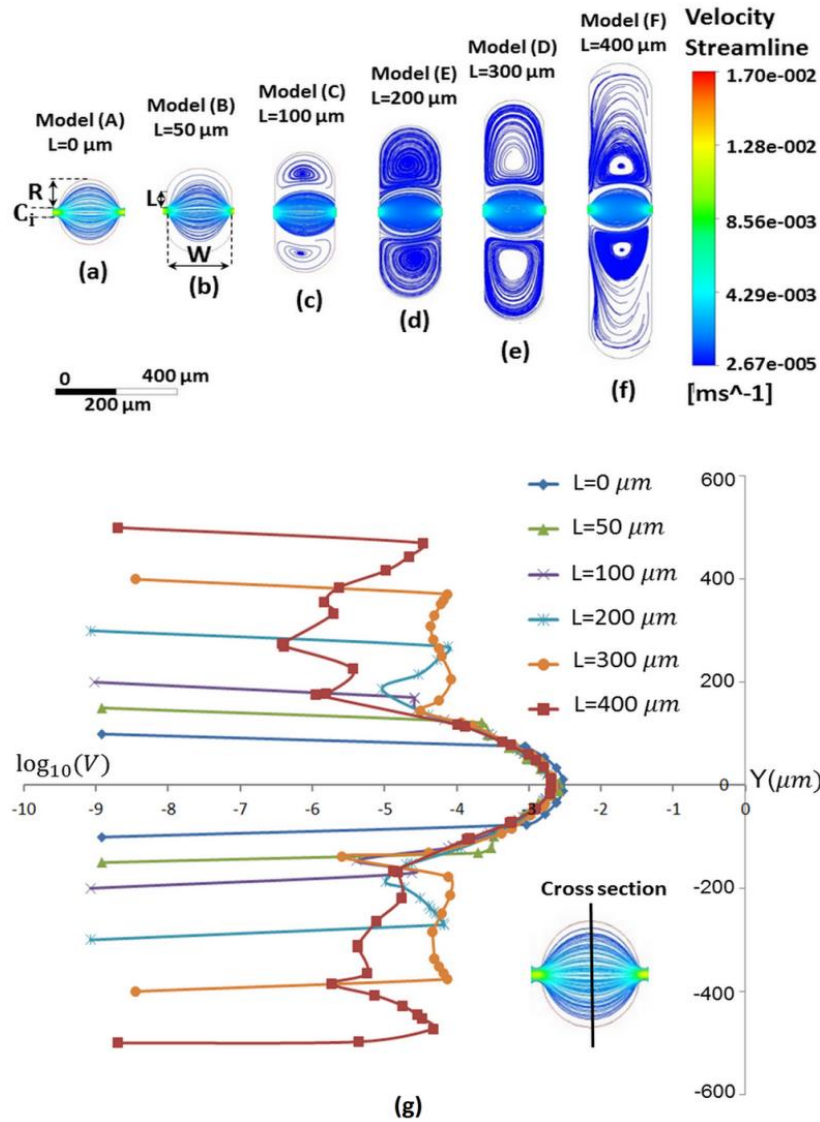 Velocity
Streamline
Model (F)
L=400 µm
Model (D)
L=300 µm
Model (E)
L=200 µm
Model (C)
L=100 µm
Model (B)
L=50 µm
Model (A)
L=0 µm
1.70e-002
1.28e-002
8.56e-003
4.29e-003
2.67e-005
[ms^-1]
R
C_i
L
W
(a)
(b)
(c)
(d)
(e)
(f)
0
400 µm
200 µm
600
400
200
0
-200
-400
-600
L=0 µm
L=50 µm
L=100 µm
L=200 µm
L=300 µm
L=400 µm
log₁₀(V)
Y(µm)
-10
-9
-8
-7
-6
-5
-4
-3
-2
-1
0
Cross section
(g)